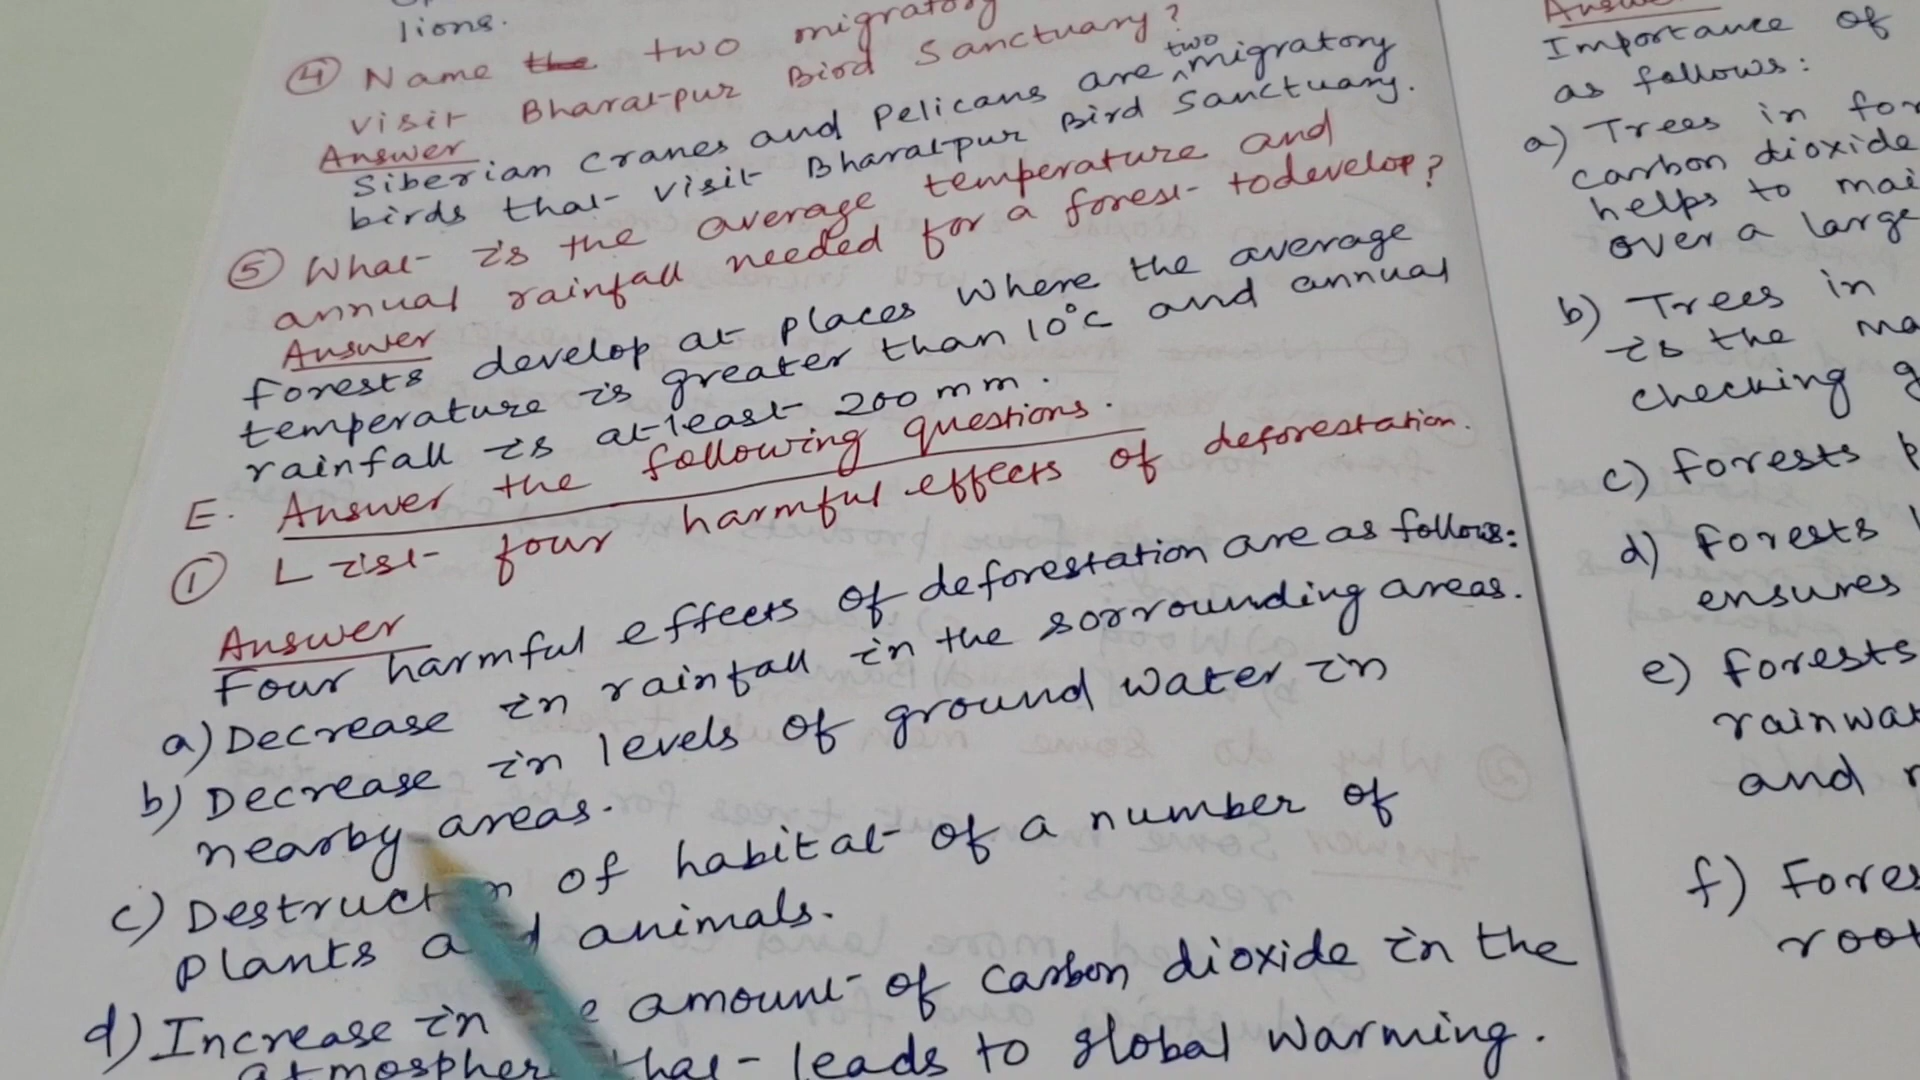 lions.
④ Name the two migratory
visit Bharatpur Bird Sanctuary?
Answer
Siberian cranes and Pelicans are two migratory
birds that visit Bharatpur Bird Sanctuary.
⑤ What is the average temperature and
annual rainfall needed for a forest to develop?
Answer
Forests develop at places where the average
temperature is greater than 10°C and annual
rainfall is at least 200 mm.
E. Answer the following questions.
① List four harmful effects of deforestation.
Answer
Four harmful effects of deforestation are as follows:
a) Decrease in rainfall in the sorrounding areas.
b) Decrease in levels of ground water in
nearby areas.
c) Destruct n of habitat of a number of
plants a d animals.
d) Increase in e amount of carbon dioxide in the
atmospher that leads to global warming.
Importance of
as follows:
a) Trees in for
carbon dioxide
helps to mai
over a large
b) Trees in
is the ma
checking g
c) Forests p
d) Forests
ensures
e) Forests
rainwat
and r
f) Fores
root